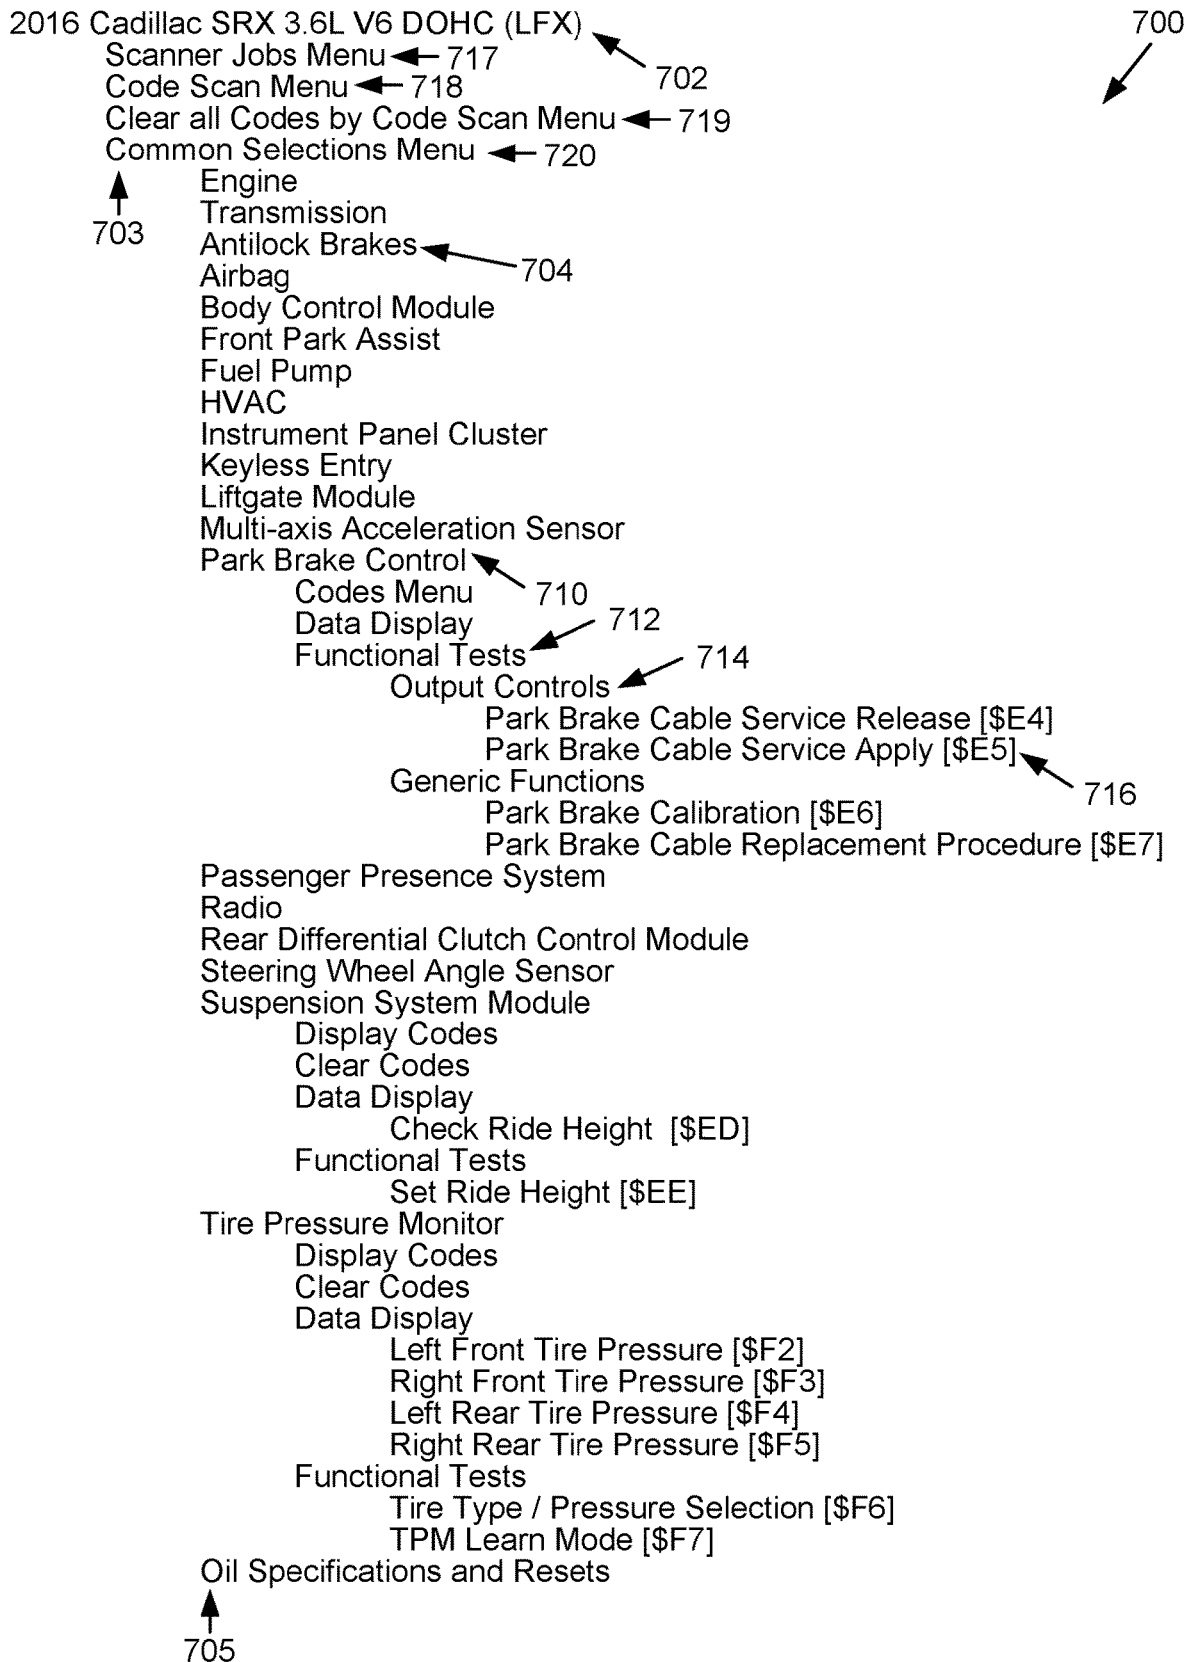 2016 Cadillac SRX 3.6L V6 DOHC (LFX)
700
Scanner Jobs Menu 717
702
Code Scan Menu 718
Clear all Codes by Code Scan Menu 719
Common Selections Menu 720
Engine
Transmission
703
Antilock Brakes
704
Airbag
Body Control Module
Front Park Assist
Fuel Pump
HVAC
Instrument Panel Cluster
Keyless Entry
Liftgate Module
Multi-axis Acceleration Sensor
Park Brake Control
710
Codes Menu
Data Display
712
Functional Tests
714
Output Controls
Park Brake Cable Service Release [$E4]
Park Brake Cable Service Apply [$E5]
716
Generic Functions
Park Brake Calibration [$E6]
Park Brake Cable Replacement Procedure [$E7]
Passenger Presence System
Radio
Rear Differential Clutch Control Module
Steering Wheel Angle Sensor
Suspension System Module
Display Codes
Clear Codes
Data Display
Check Ride Height [$ED]
Functional Tests
Set Ride Height [$EE]
Tire Pressure Monitor
Display Codes
Clear Codes
Data Display
Left Front Tire Pressure [$F2]
Right Front Tire Pressure [$F3]
Left Rear Tire Pressure [$F4]
Right Rear Tire Pressure [$F5]
Functional Tests
Tire Type / Pressure Selection [$F6]
TPM Learn Mode [$F7]
Oil Specifications and Resets
705